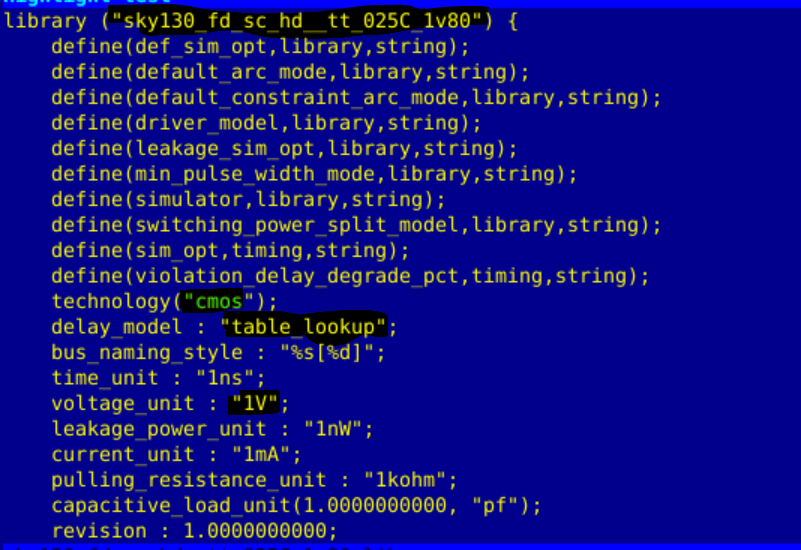 library ("sky130_fd_sc_hd__tt_025C_1v80") {
define(def_sim_opt,library,string);
define(default_arc_mode,library,string);
define(default_constraint_arc_mode,library,string);
define(driver_model,library,string);
define(leakage_sim_opt,library,string);
define(min_pulse_width_mode,library,string);
define(simulator,library,string);
define(switching_power_split_model,library,string);
define(sim_opt,timing,string);
define(violation_delay_degrade_pct,timing,string);
technology("cmos");
delay_model : "table_lookup";
bus_naming_style : "%s[%d]";
time_unit : "1ns";
voltage_unit : "1V";
leakage_power_unit : "1nW";
current_unit : "1mA";
pulling_resistance_unit : "1kohm";
capacitive_load_unit(1.0000000000, "pf");
revision : 1.0000000000;